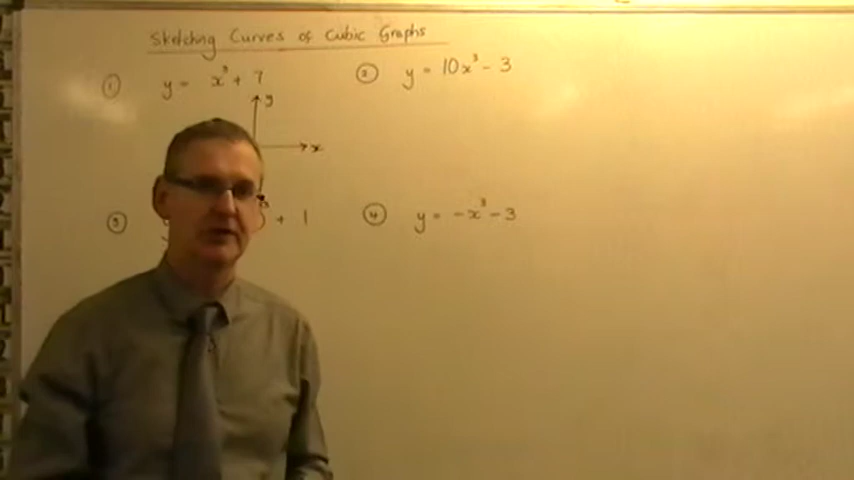 Sketching Curves of Cubic Graphs
① y = x³ + 7
② y = 10x³ - 3
y
x
③ + 1
④ y = -x³ - 3